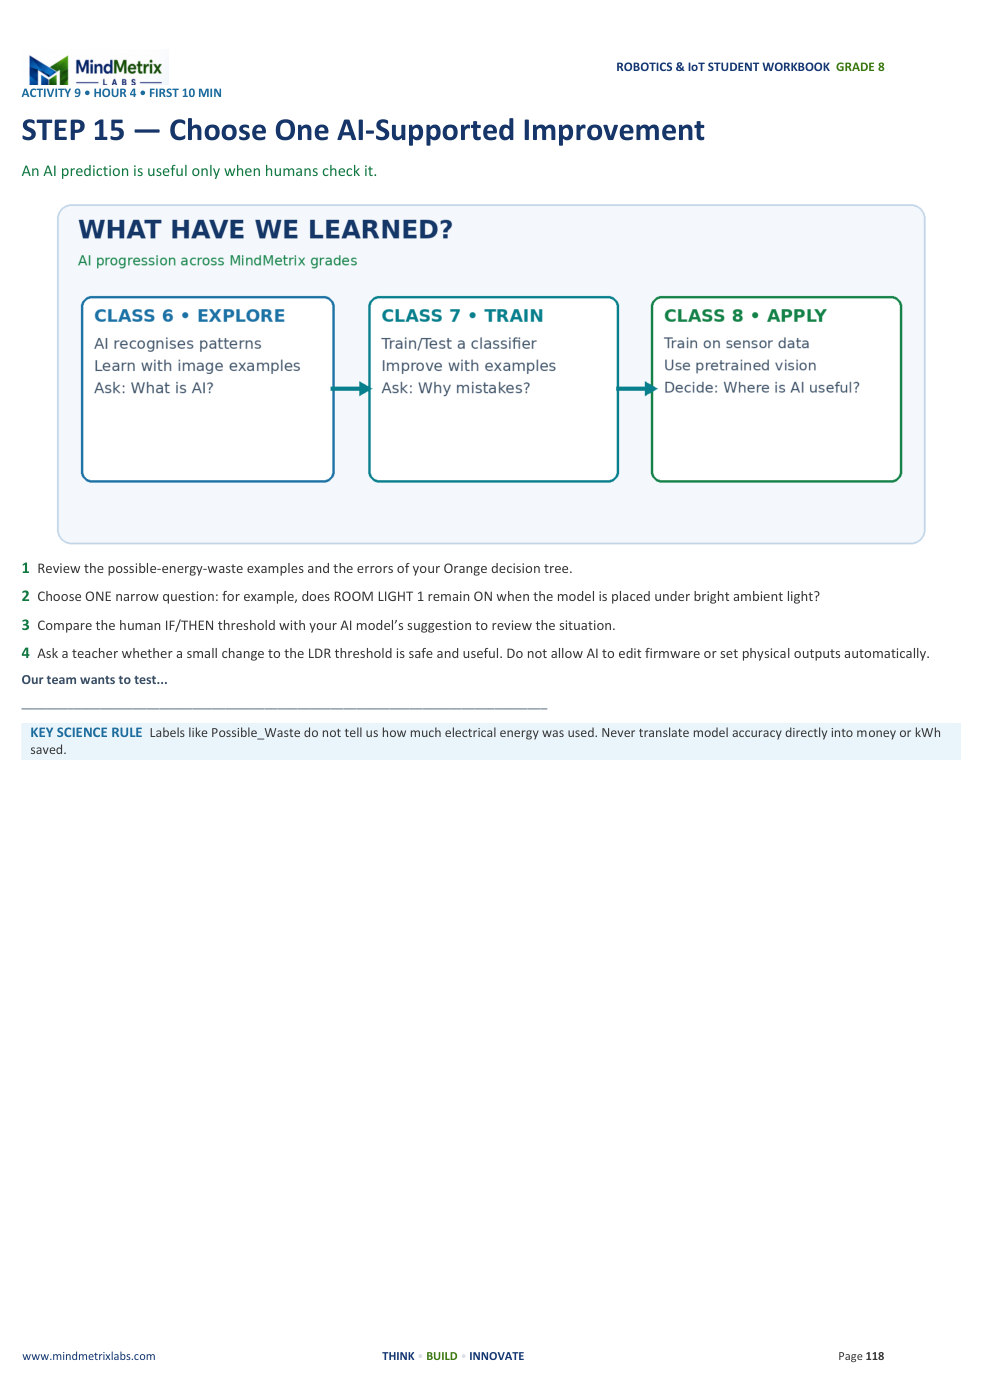 MindMetrix
LABS
ROBOTICS & IoT STUDENT WORKBOOK GRADE 8
ACTIVITY 9 • HOUR 4 • FIRST 10 MIN
STEP 15 — Choose One AI-Supported Improvement
An AI prediction is useful only when humans check it.
WHAT HAVE WE LEARNED?
AI progression across MindMetrix grades
CLASS 6 • EXPLORE
AI recognises patterns
Learn with image examples
Ask: What is AI?
CLASS 7 • TRAIN
Train/Test a classifier
Improve with examples
Ask: Why mistakes?
CLASS 8 • APPLY
Train on sensor data
Use pretrained vision
Decide: Where is AI useful?
1 Review the possible-energy-waste examples and the errors of your Orange decision tree.
2 Choose ONE narrow question: for example, does ROOM LIGHT 1 remain ON when the model is placed under bright ambient light?
3 Compare the human IF/THEN threshold with your AI model’s suggestion to review the situation.
4 Ask a teacher whether a small change to the LDR threshold is safe and useful. Do not allow AI to edit firmware or set physical outputs automatically.
Our team wants to test...
KEY SCIENCE RULE Labels like Possible_Waste do not tell us how much electrical energy was used. Never translate model accuracy directly into money or kWh
saved.
www.mindmetrixlabs.com
THINK • BUILD • INNOVATE
Page 118